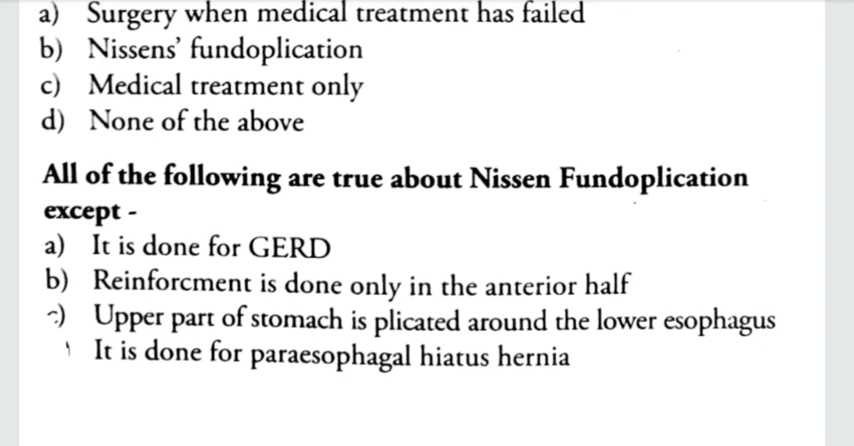 a) Surgery when medical treatment has failed
b) Nissens' fundoplication
c) Medical treatment only
d) None of the above
All of the following are true about Nissen Fundoplication
except -
a) It is done for GERD
b) Reinforcment is done only in the anterior half
:) Upper part of stomach is plicated around the lower esophagus
It is done for paraesophagal hiatus hernia